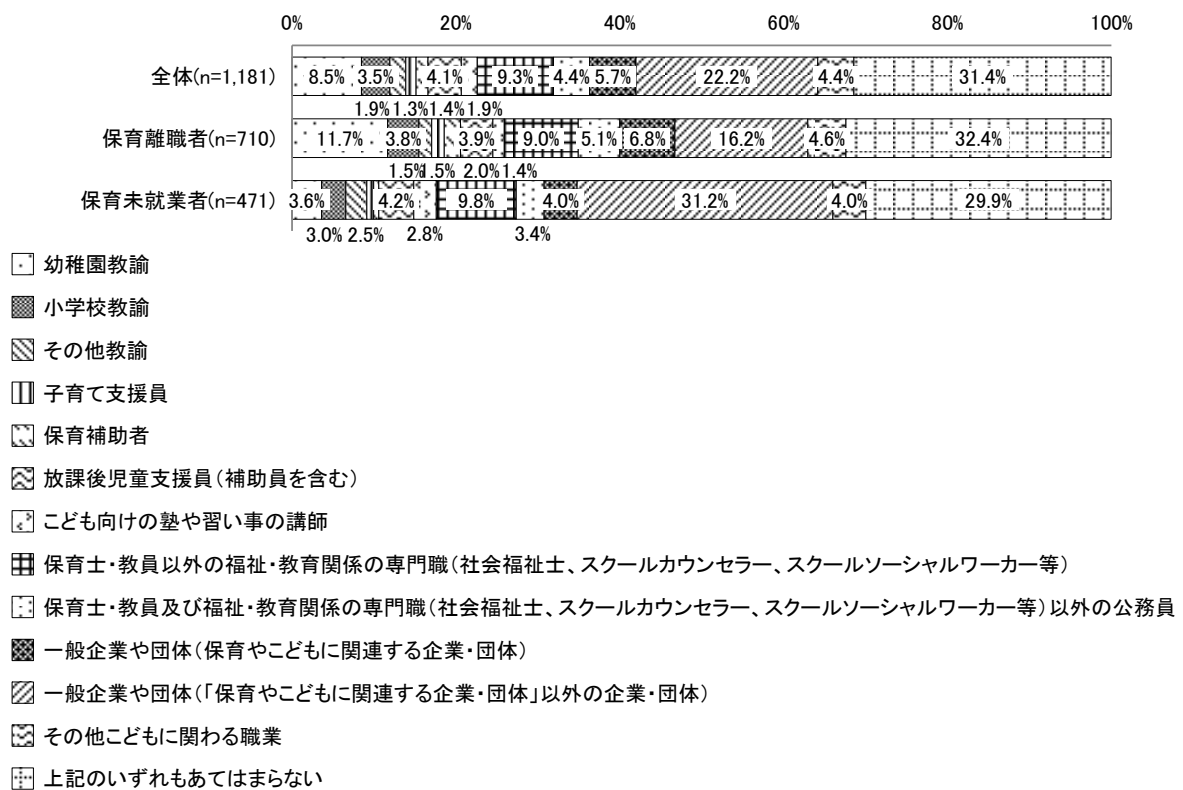 0% 20% 40% 60% 80% 100%
全体(n=1,181) 8.5% 3.5% 4.1% 9.3% 4.4% 5.7% 22.2% 4.4% 31.4%
1.9% 1.3% 1.4% 1.9%
保育離職者(n=710) 11.7% 3.8% 3.9% 9.0% 5.1% 6.8% 16.2% 4.6% 32.4%
1.5% 1.5% 2.0% 1.4%
保育未就業者(n=471) 3.6% 4.2% 9.8% 4.0% 31.2% 4.0% 29.9%
3.0% 2.5% 2.8% 3.4%
幼稚園教諭
小学校教諭
その他教諭
子育て支援員
保育補助者
放課後児童支援員(補助員を含む)
こども向けの塾や習い事の講師
保育士・教員以外の福祉・教育関係の専門職(社会福祉士、スクールカウンセラー、スクールソーシャルワーカー等)
保育士・教員及び福祉・教育関係の専門職(社会福祉士、スクールカウンセラー、スクールソーシャルワーカー等)以外の公務員
一般企業や団体(保育やこどもに関連する企業・団体)
一般企業や団体(「保育やこどもに関連する企業・団体」以外の企業・団体)
その他こどもに関わる職業
上記のいずれもあてはまらない